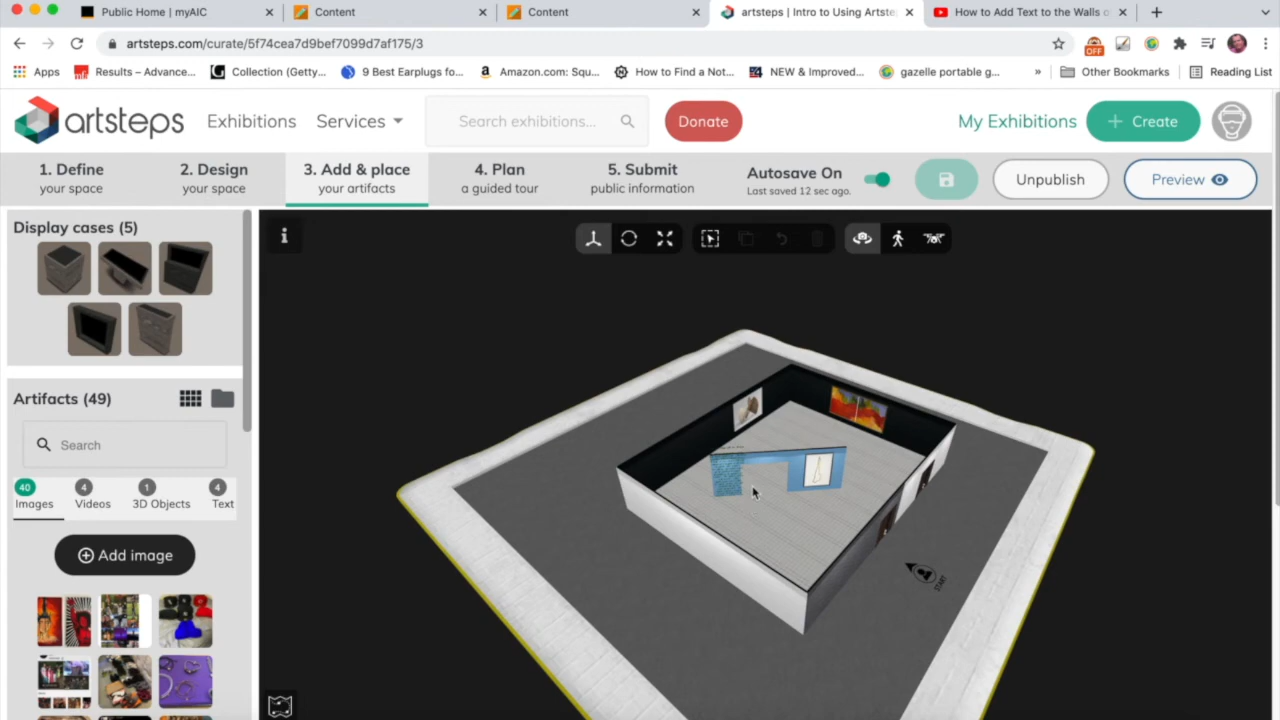 Public Home | myAIC
Content
Content
artsteps | Intro to Using Artste
How to Add Text to the Walls o
artsteps.com/curate/5f74cea7d9bef7099d7af175/3
OFF
Apps
Results – Advance...
Collection (Getty...
9 Best Earplugs fo...
Amazon.com: Squ...
How to Find a Not...
NEW & Improved...
gazelle portable g...
»
Other Bookmarks
Reading List
artsteps
Exhibitions
Services
Search exhibitions...
Donate
My Exhibitions
+ Create
1. Define
your space
2. Design
your space
3. Add & place
your artifacts
4. Plan
a guided tour
5. Submit
public information
Autosave On
Last saved 12 sec ago.
Unpublish
Preview
Display cases (5)
Artifacts (49)
Search
40
Images
4
Videos
1
3D Objects
4
Text
Add image
START